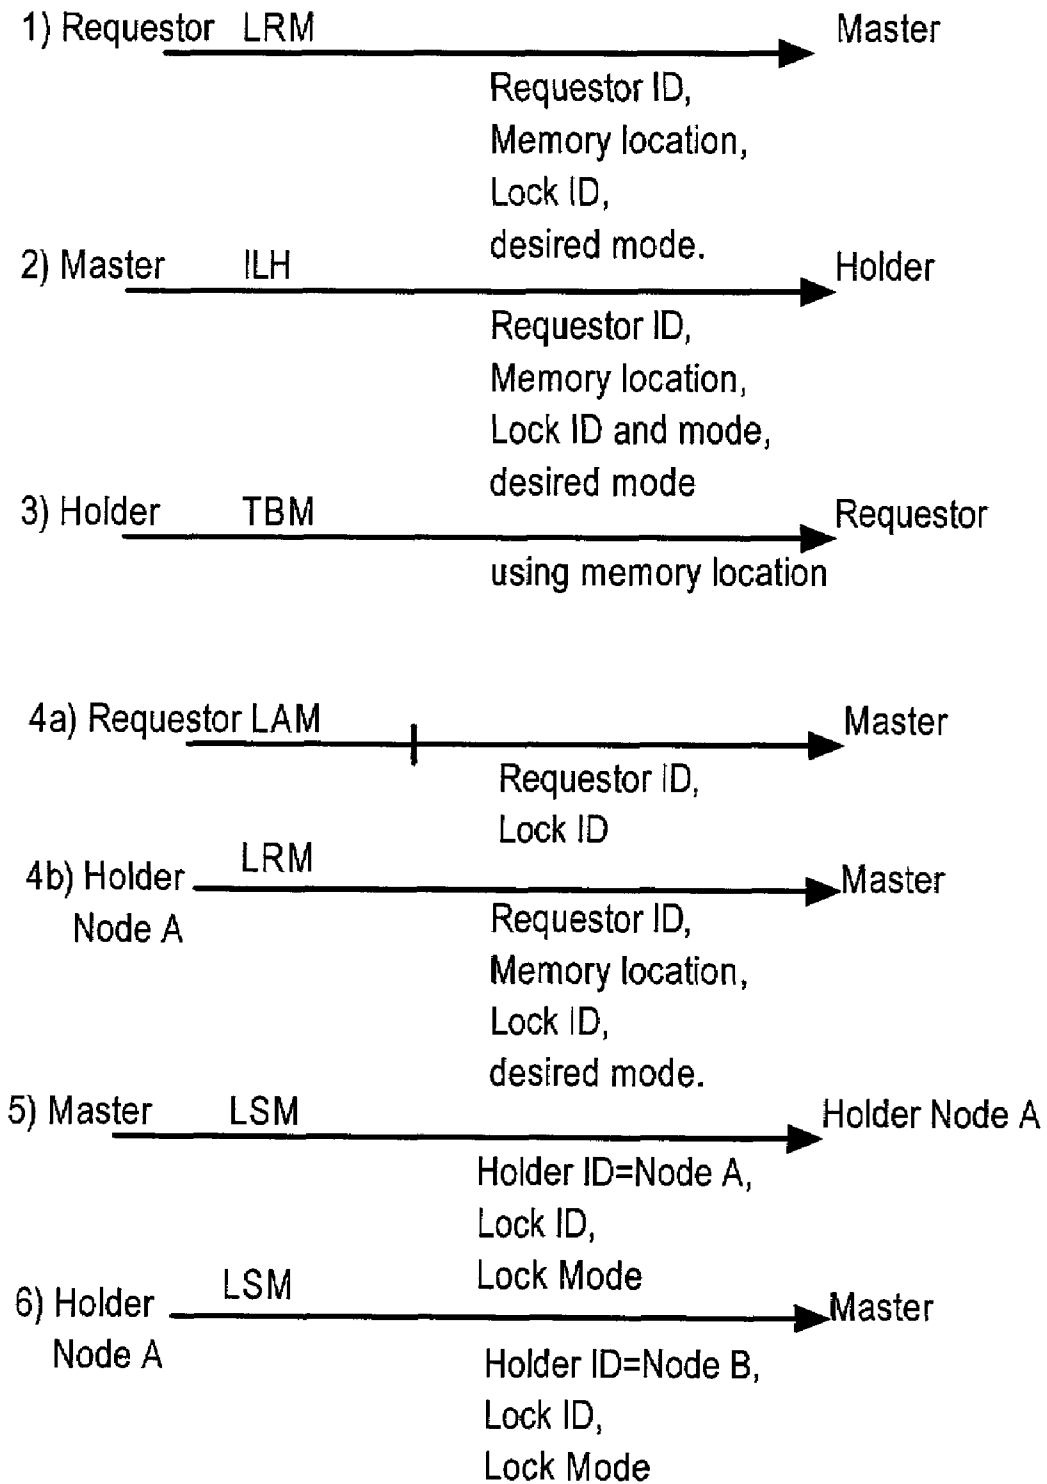 1) Requestor LRM Master
Requestor ID,
Memory location,
Lock ID,
desired mode.
2) Master ILH Holder
Requestor ID,
Memory location,
Lock ID and mode,
desired mode
3) Holder TBM Requestor
using memory location
4a) Requestor LAM Master
Requestor ID,
Lock ID
4b) Holder LRM Master
Node A
Requestor ID,
Memory location,
Lock ID,
desired mode.
5) Master LSM Holder Node A
Holder ID=Node A,
Lock ID,
Lock Mode
6) Holder LSM Master
Node A
Holder ID=Node B,
Lock ID,
Lock Mode